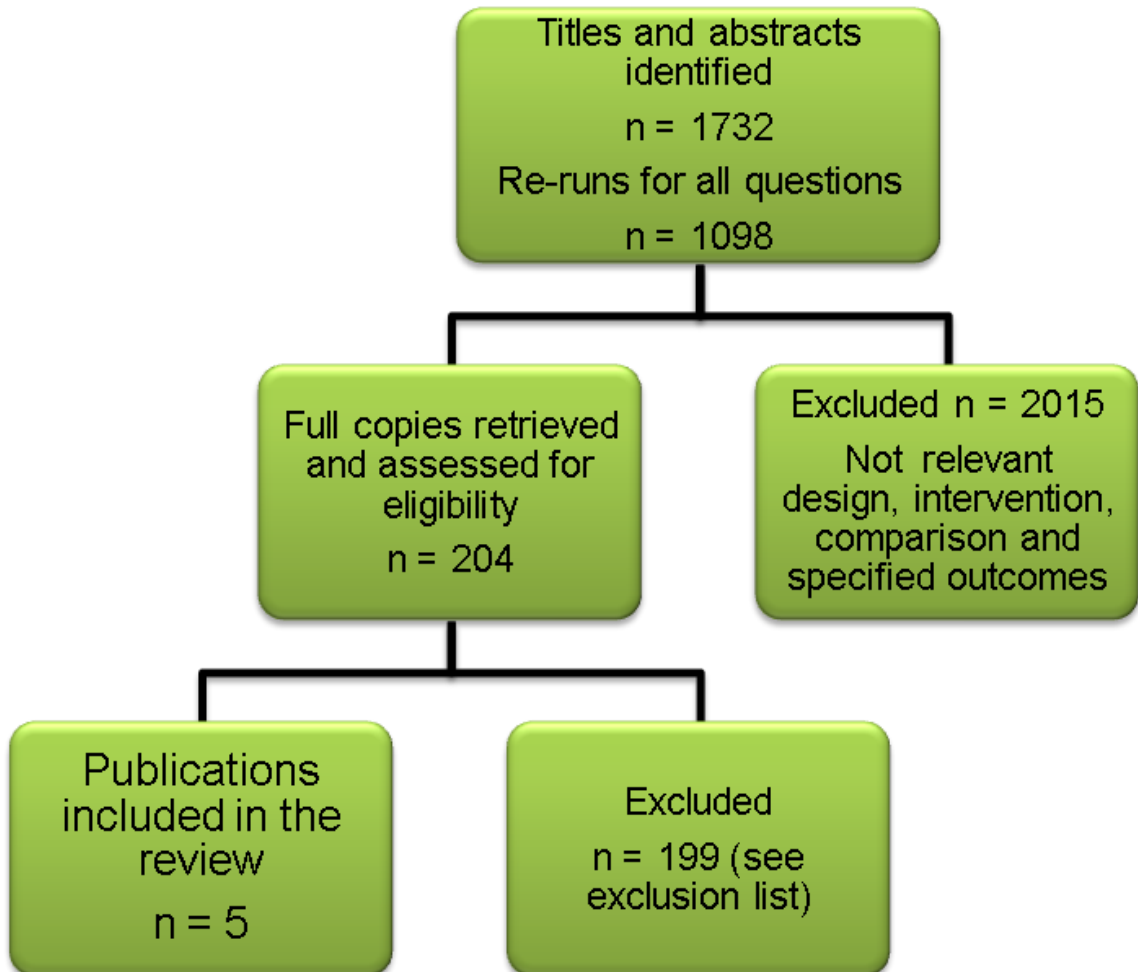 Titles and abstracts
identified
n = 1732
Re-runs for all questions
n = 1098
Full copies retrieved
and assessed for
eligibility
n = 204
Excluded n = 2015
Not relevant
design, intervention,
comparison and
specified outcomes
Publications
included in the
review
n = 5
Excluded
n = 199 (see
exclusion list)